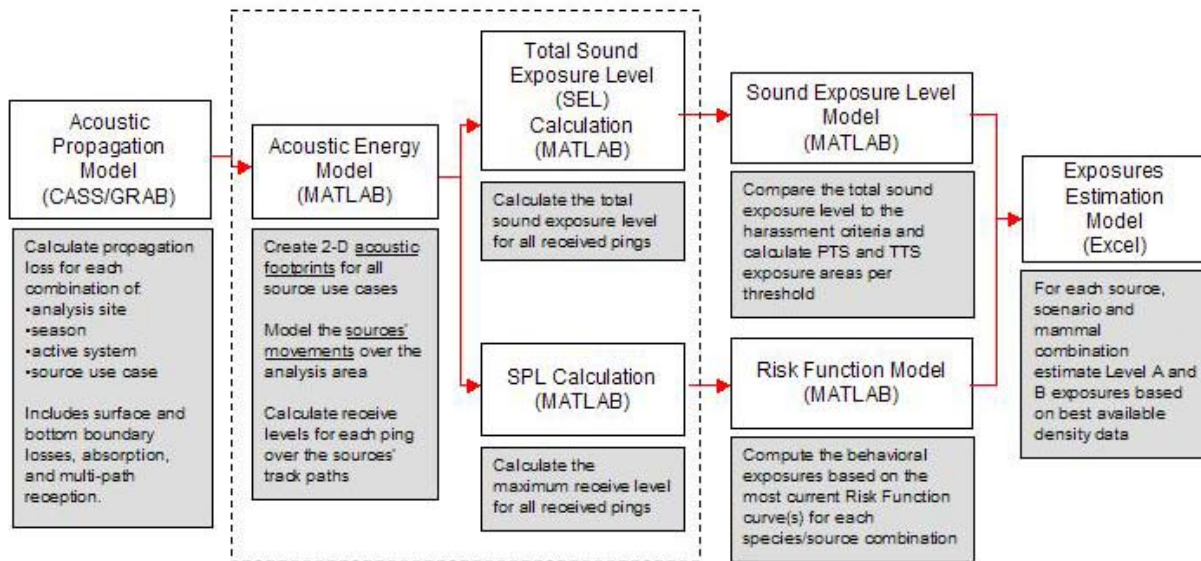 Acoustic
Propagation
Model
(CASS/GRAB)
Calculate propagation
loss for each
combination of:
•analysis site
•season
•active system
•source use case
Includes surface and
bottom boundary
losses, absorption,
and multi-path
reception.
Acoustic Energy Model
(MATLAB)
Create 2-D acoustic
footprints for all
source use cases
Model the sources'
movements over the
analysis area
Calculate receive
levels for each ping
over the sources'
track paths
Total Sound
Exposure Level
(SEL)
Calculation
(MATLAB)
Calculate the total
sound exposure level
for all received pings
SPL Calculation
(MATLAB)
Calculate the
maximum receive level
for all received pings
Sound Exposure Level
Model
(MATLAB)
Compare the total sound
exposure level to the
harassment criteria and
calculate PTS and TTS
exposure areas per
threshold
Risk Function Model
(MATLAB)
Compute the behavioral
exposures based on the
most current Risk Function
curve(s) for each
species/source combination
Exposures
Estimation
Model
(Excel)
For each source,
scenario and
mammal
combination
estimate Level A and
B exposures based
on best available
density data